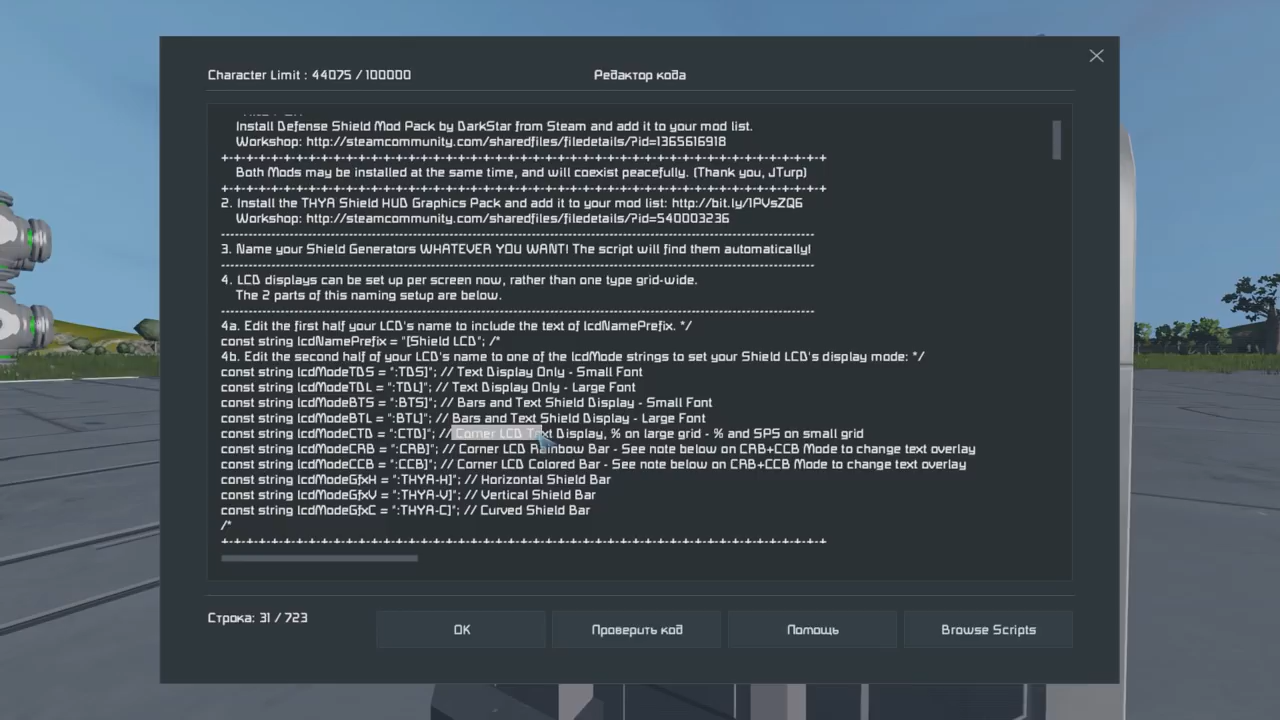 Character Limit : 44075 / 100000
Редактор кода
Install Defense Shield Mod Pack by DarkStar from Steam and add it to your mod list.
Workshop: http://steamcommunity.com/sharedfiles/filedetails/?id=1365616918
+-+-+-+-+-+-+-+-+-+-+-+-+-+-+-+-+-+-+-+-+-+-+-+-+-+-+-+-+-+-+-+-+-+-+-+-+-+-+-+-+-+-+-+
Both Mods may be installed at the same time, and will coexist peacefully. (Thank you, JTurp)
+-+-+-+-+-+-+-+-+-+-+-+-+-+-+-+-+-+-+-+-+-+-+-+-+-+-+-+-+-+-+-+-+-+-+-+-+-+-+-+-+-+-+-+
2. Install the THYA Shield HUD Graphics Pack and add it to your mod list: http://bit.ly/1PVsZQ6
Workshop: http://steamcommunity.com/sharedfiles/filedetails/?id=540003236
---------------------------------------------------------------------------------------
3. Name your Shield Generators WHATEVER YOU WANT! The script will find them automatically!
---------------------------------------------------------------------------------------
4. LCD displays can be set up per screen now, rather than one type grid-wide.
The 2 parts of this naming setup are below.
---------------------------------------------------------------------------------------
4a. Edit the first half your LCD's name to include the text of lcdNamePrefix. */
const string lcdNamePrefix = "[Shield LCD"; /*
4b. Edit the second half of your LCD's name to one of the lcdMode strings to set your Shield LCD's display mode: */
const string lcdModeTDS = ":TDS]"; // Text Display Only - Small Font
const string lcdModeTDL = ":TDL]"; // Text Display Only - Large Font
const string lcdModeBTS = ":BTS]"; // Bars and Text Shield Display - Small Font
const string lcdModeBTL = ":BTL]"; // Bars and Text Shield Display - Large Font
const string lcdModeCTD = ":CTD]"; // Corner LCD Text Display, % on large grid - % and SPS on small grid
const string lcdModeCRB = ":CRB]"; // Corner LCD Rainbow Bar - See note below on CRB+CCB Mode to change text overlay
const string lcdModeCCB = ":CCB]"; // Corner LCD Colored Bar - See note below on CRB+CCB Mode to change text overlay
const string lcdModeGfxH = ":THYA-H]"; // Horizontal Shield Bar
const string lcdModeGfxV = ":THYA-V]"; // Vertical Shield Bar
const string lcdModeGfxC = ":THYA-C]"; // Curved Shield Bar
/*
+-+-+-+-+-+-+-+-+-+-+-+-+-+-+-+-+-+-+-+-+-+-+-+-+-+-+-+-+-+-+-+-+-+-+-+-+-+-+-+-+-+-+-+
Строка: 31 / 723
OK
Проверить код
Помощь
Browse Scripts